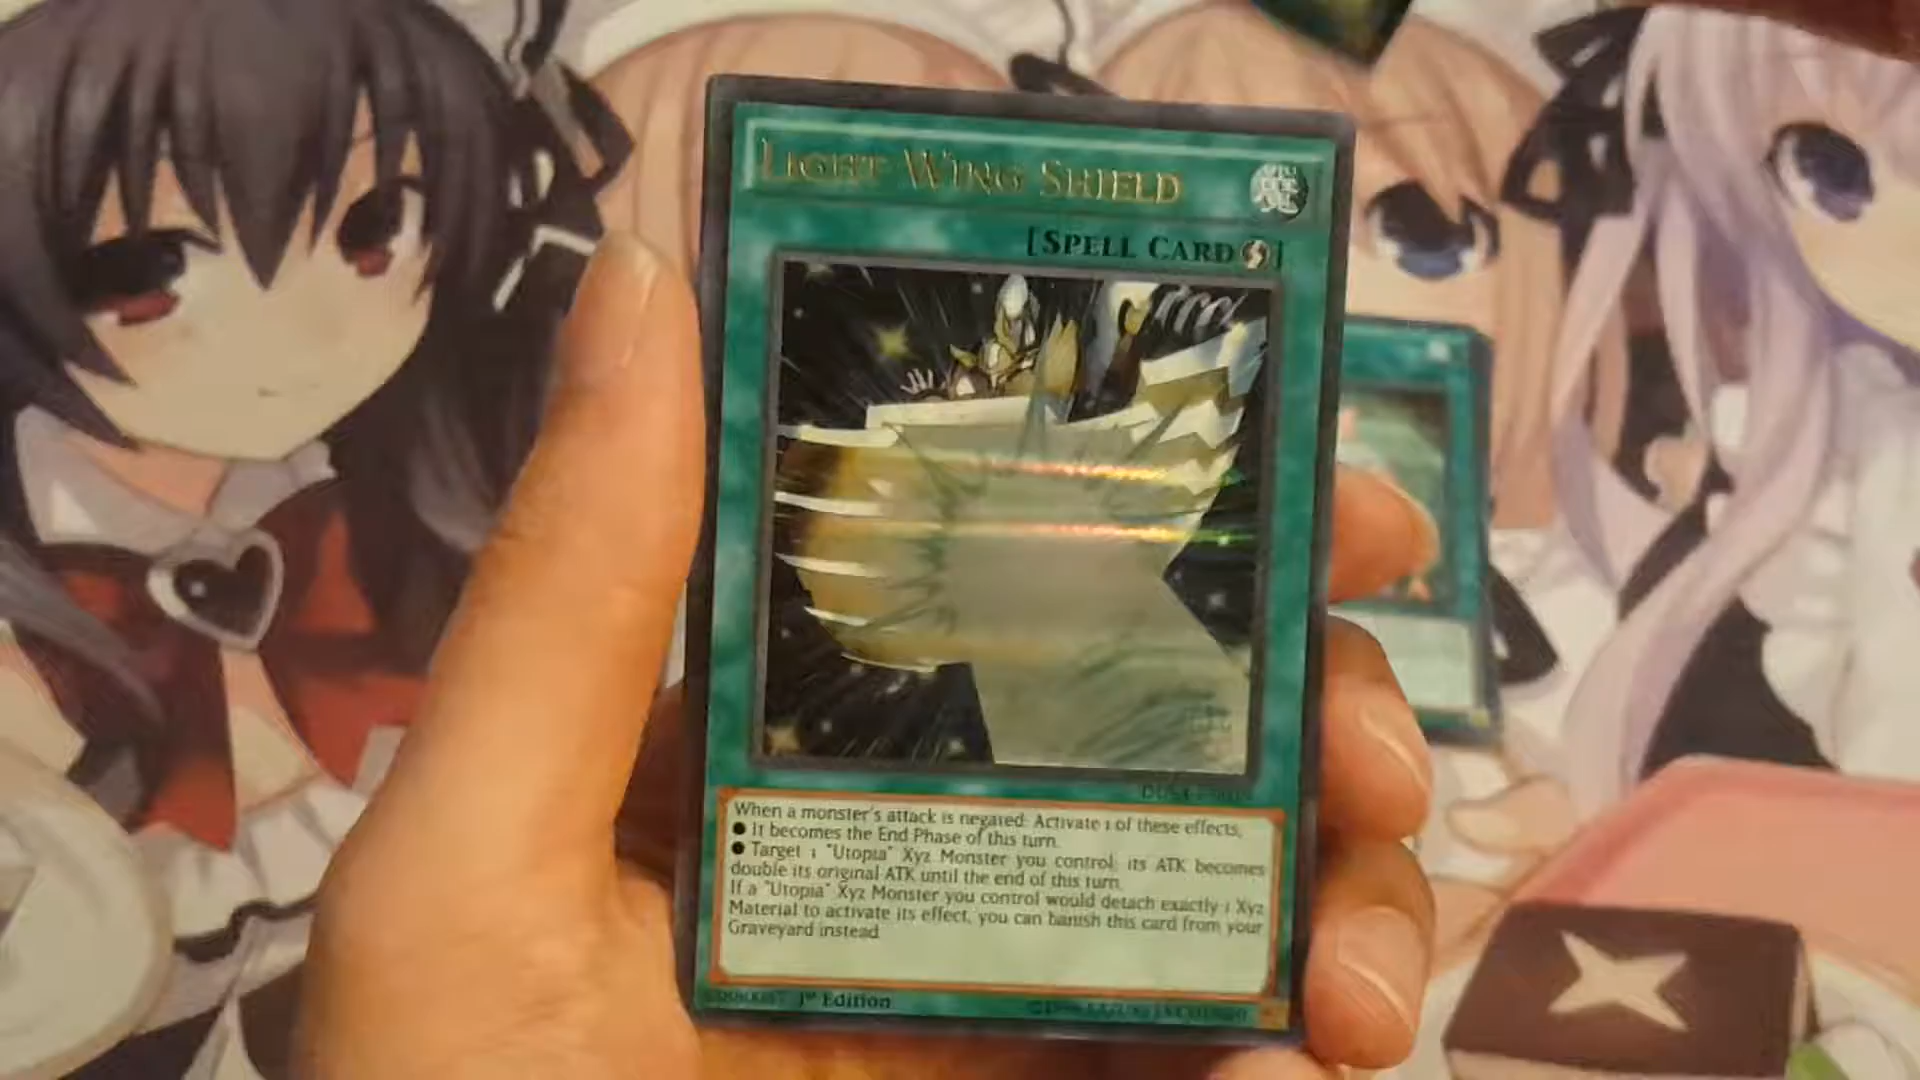 LIGHT WING SHIELD
[SPELL CARD]
When a monster's attack is negated: Activate 1 of these effects.
● It becomes the End Phase of this turn.
● Target 1 "Utopia" Xyz Monster you control; its ATK becomes
double its original ATK until the end of this turn.
If a "Utopia" Xyz Monster you control would detach exactly 1 Xyz
Material to activate its effect, you can banish this card from your
Graveyard instead.
1st Edition